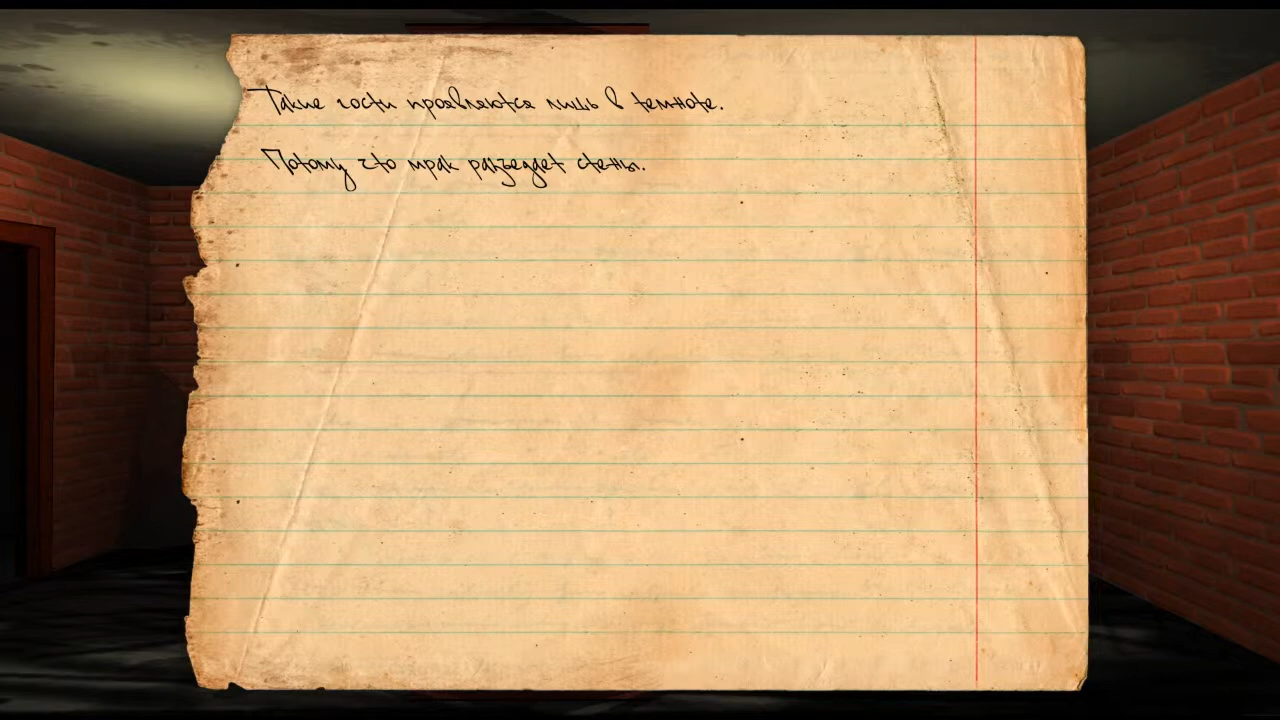 Такие гости проявляются лишь в темноте.
Потому что мрак разъедает стены.